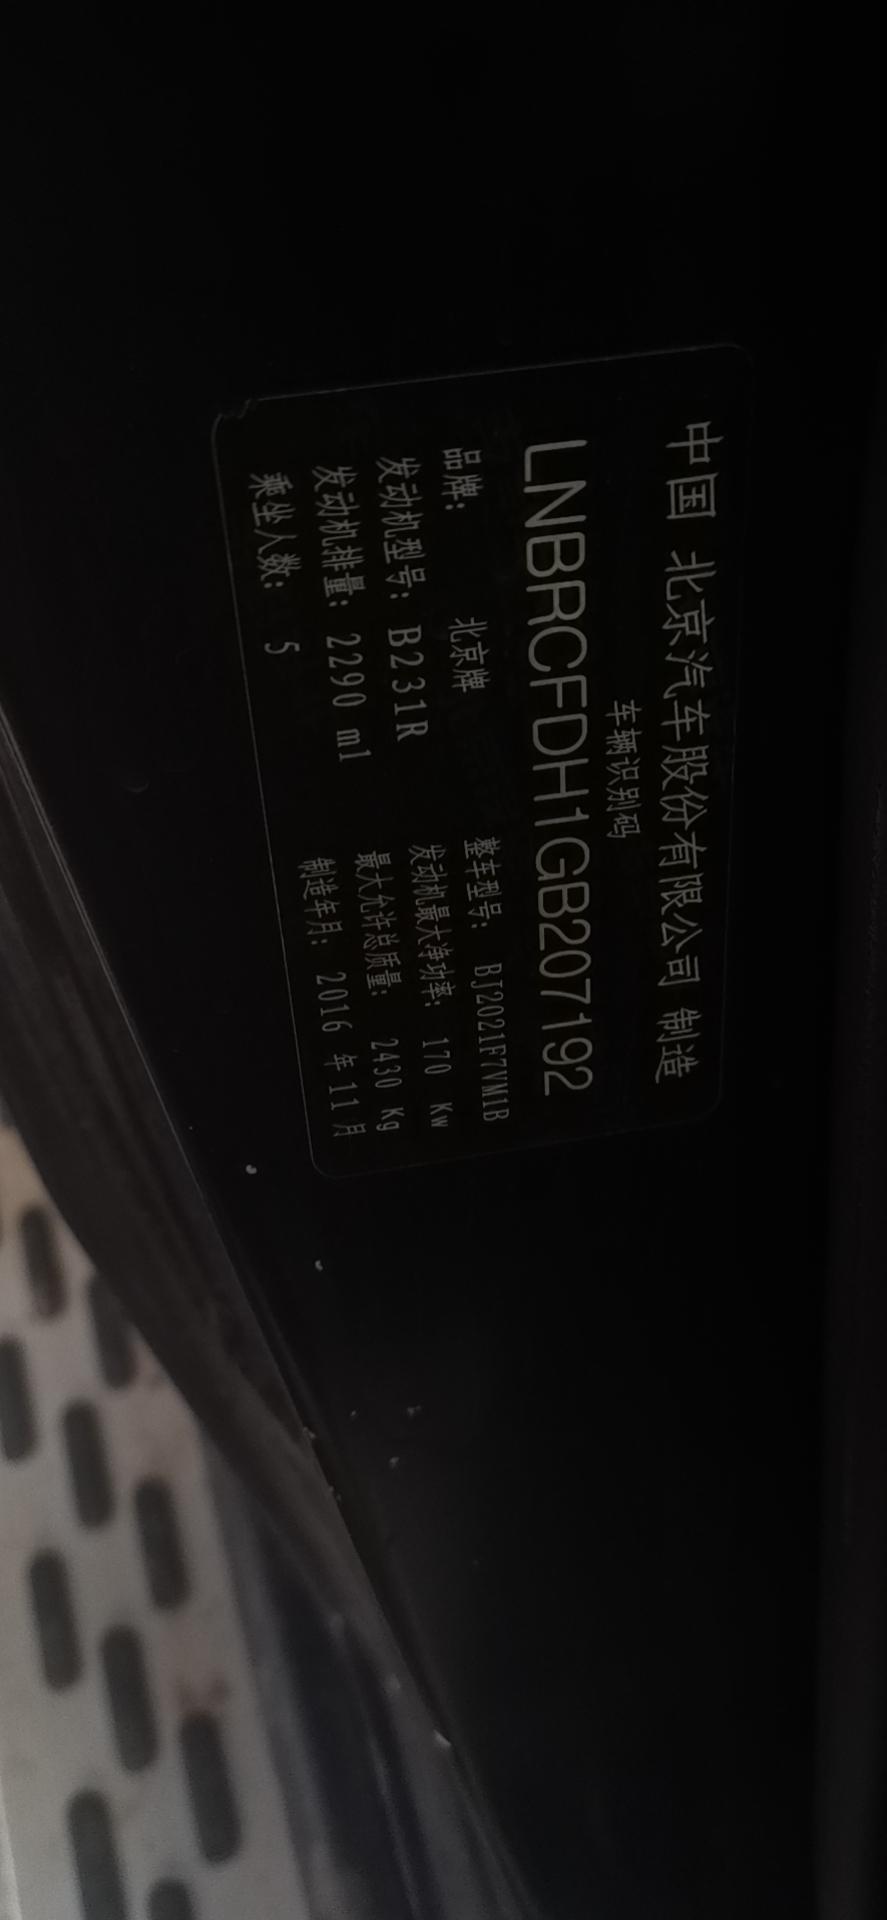 中国 北京汽车股份有限公司 制造
车辆识别码
LNBRCFDH1GB207192
品牌： 北京牌
整车型号： BJ2021F7VM1B
发动机型号： B231R
发动机最大净功率： 170 Kw
发动机排量： 2290 ml
最大允许总质量： 2430 Kg
乘坐人数： 5
制造年月： 2016 年 11 月